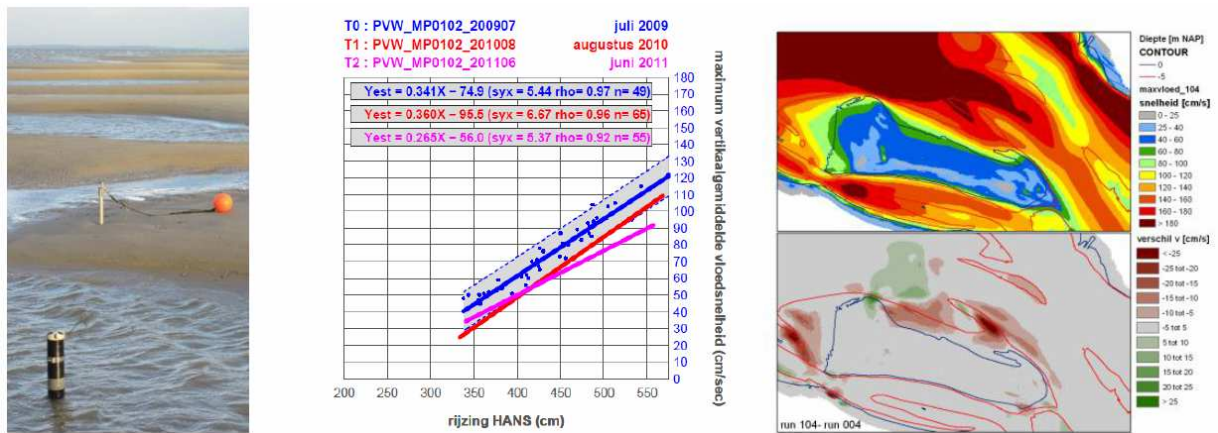 T0 : PVW_MP0102_200907 juli 2009
T1 : PVW_MP0102_201008 augustus 2010
T2 : PVW_MP0102_201106 juni 2011
Yest = 0.341X – 74.9 (syx = 5.44 rho= 0.97 n= 49)
Yest = 0.360X – 95.5 (syx = 6.67 rho= 0.96 n= 65)
Yest = 0.265X – 56.0 (syx = 5.37 rho= 0.92 n= 55)
180
170
160
150
140
130
120
110
100
90
80
70
60
50
40
30
20
10
0
maximum vertikaalgemiddelde vloedsnelheid (cm/sec)
200 250 300 350 400 450 500 550
rijzing HANS (cm)
Diepte [m NAP]
CONTOUR
0
-5
maxvloed_104
snelheid [cm/s]
0 - 25
25 - 40
40 - 60
60 - 80
80 - 100
100 - 120
120 - 140
140 - 160
160 - 180
> 180
verschil v [cm/s]
< -25
-25 tot -20
-20 tot -15
-15 tot -10
-10 tot -5
-5 tot 5
5 tot 10
10 tot 15
15 tot 20
20 tot 25
> 25
run 104- run 004